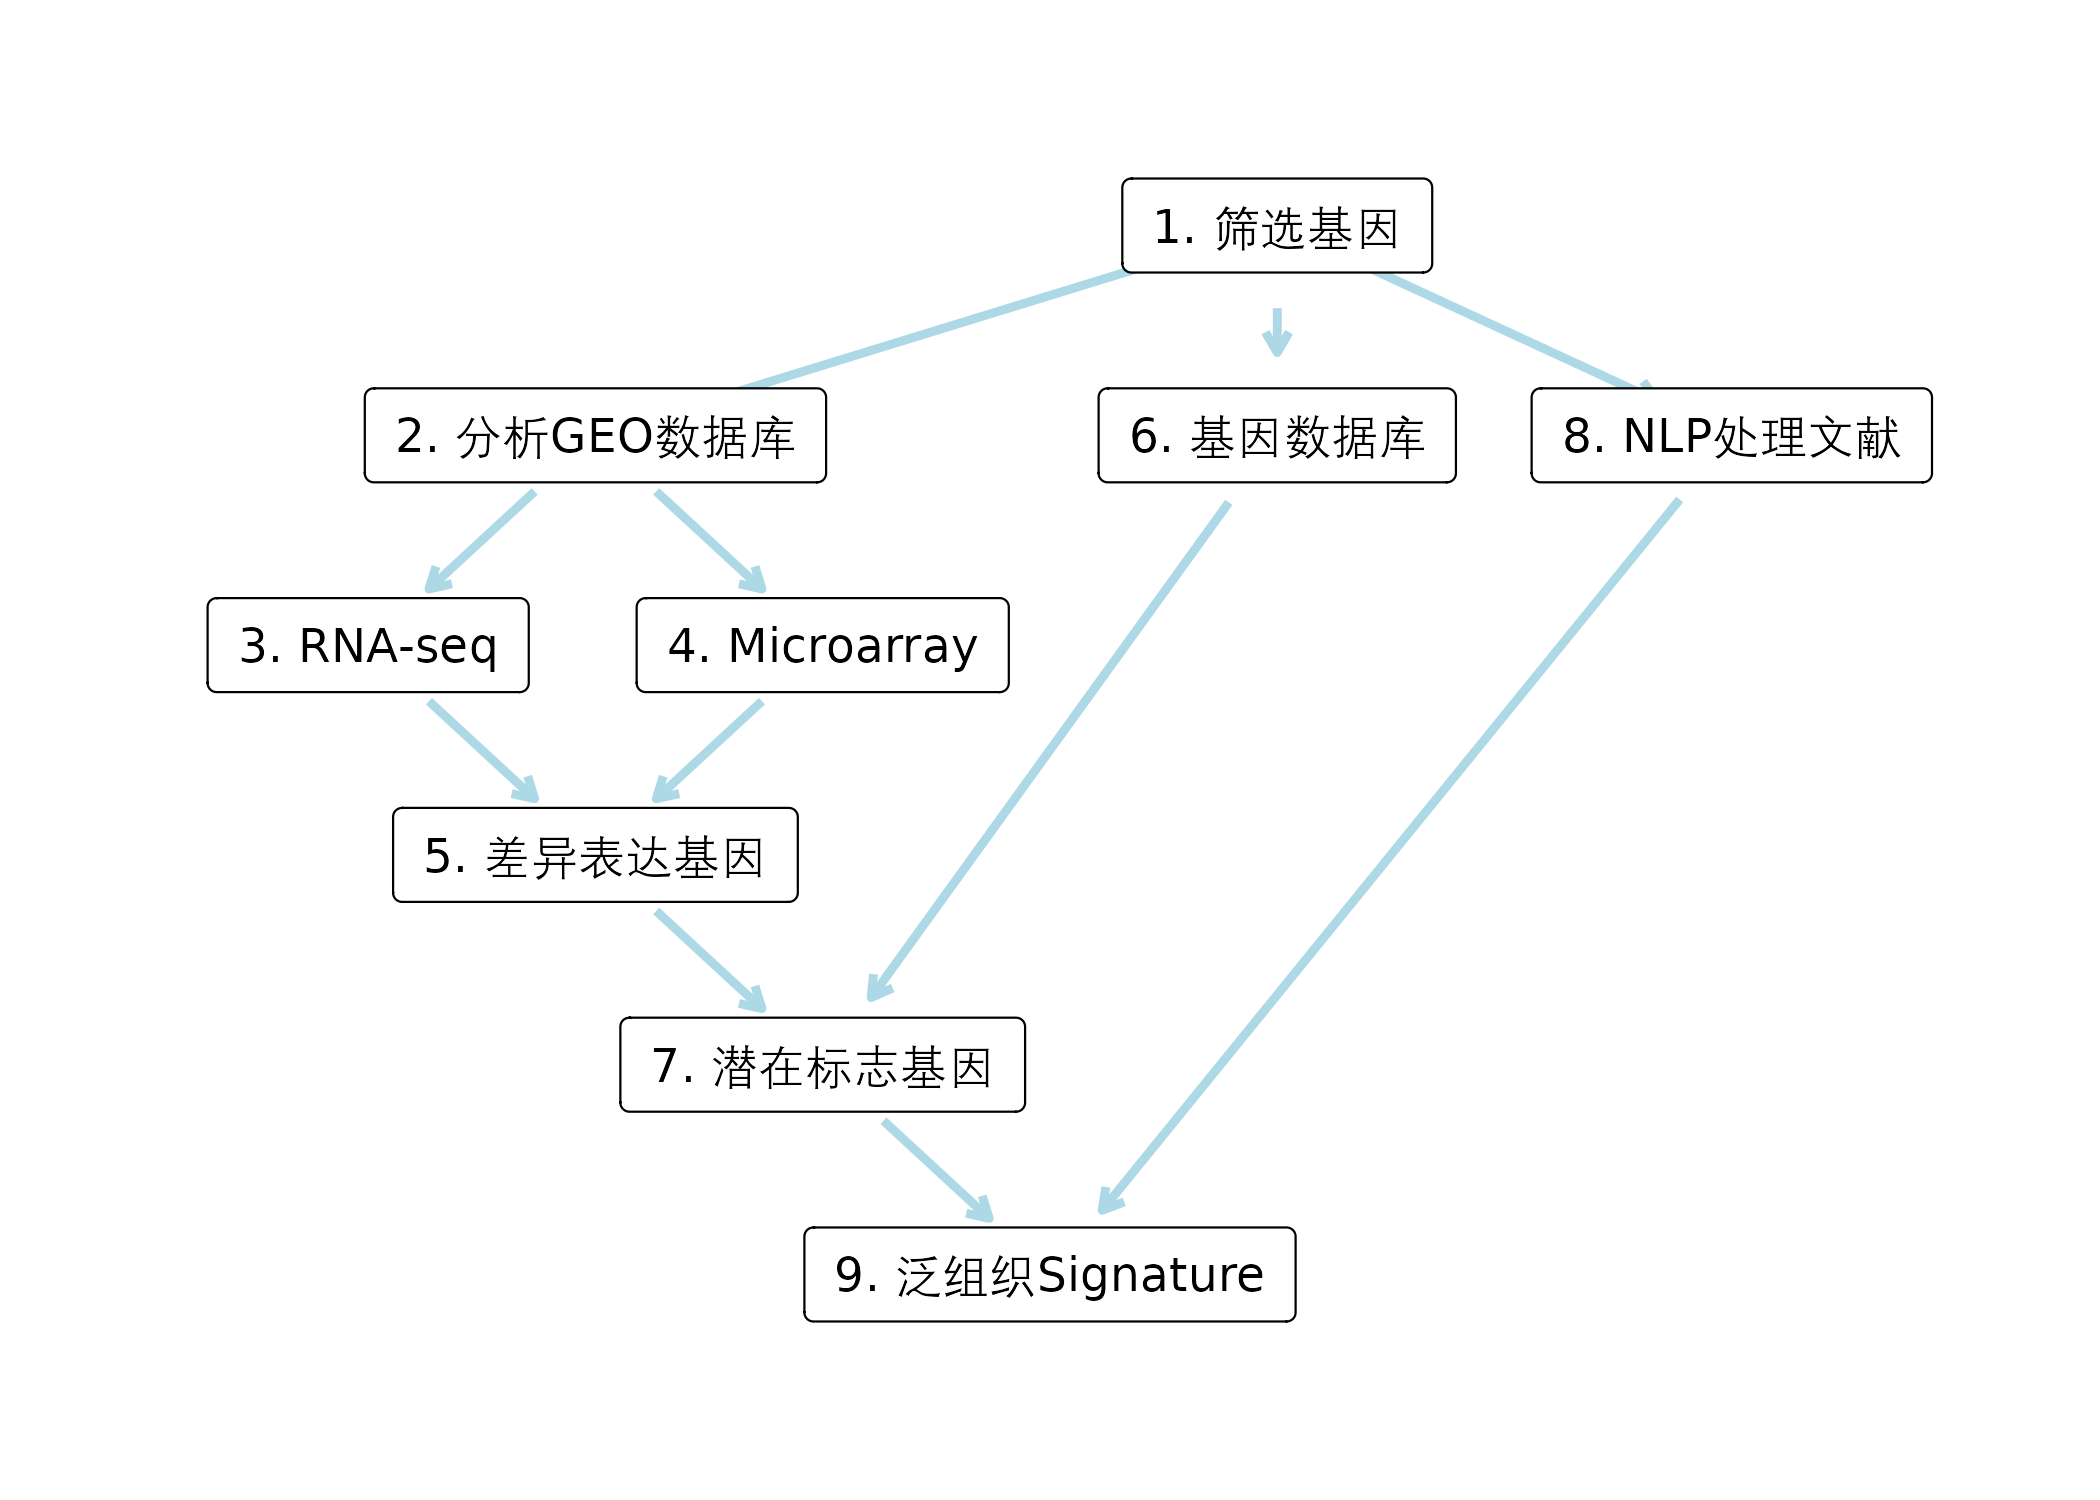 1. 筛选基因
2. 分析GEO数据库
6. 基因数据库
8. NLP处理文献
3. RNA-seq
4. Microarray
5. 差异表达基因
7. 潜在标志基因
9. 泛组织Signature